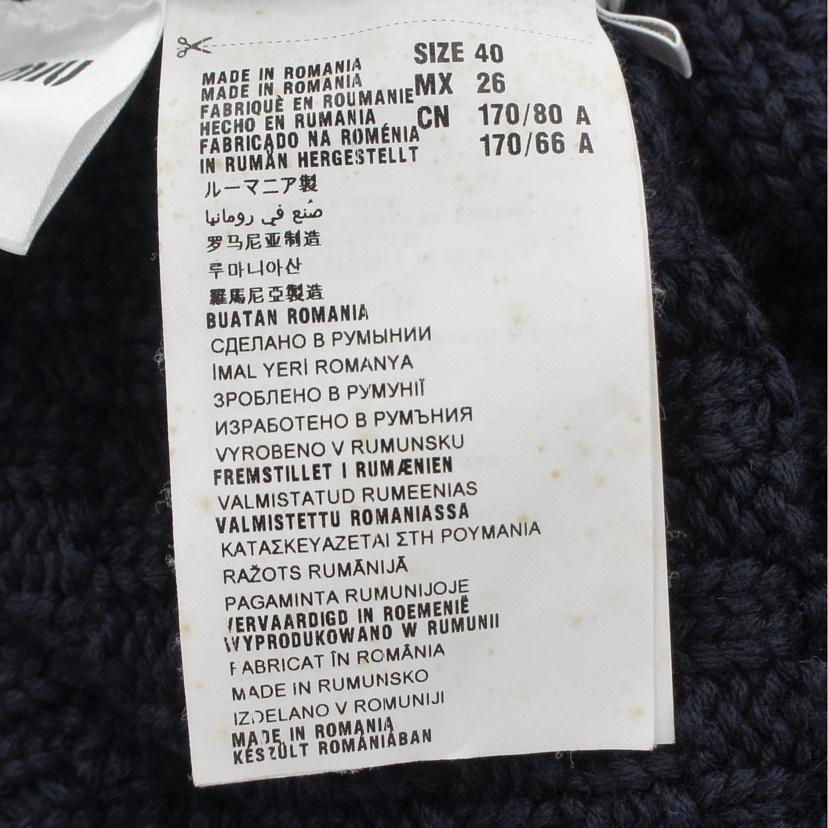 SIZE 40
MX 26
CN 170/80 A
170/66 A
MADE IN ROMANIA
MADE IN ROMANIA
FABRIQUÈ EN ROUMANIE
HECHO EN RUMANIA
FABRICADO NA ROMÉNIA
IN RUMÄN HERGESTELLT
ルーマニア製
صُنع في رومانيا
罗马尼亚制造
루마니아산
羅馬尼亞製造
BUATAN ROMANIA
СДЕЛАНО В РУМЫНИИ
İMAL YERİ ROMANYA
ЗРОБЛЕНО В РУМУНІЇ
ИЗРАБОТЕНО В РУМЪНИЯ
VYROBENO V RUMUNSKU
FREMSTILLET I RUMÆNIEN
VALMISTATUD RUMEENIAS
VALMISTETTU ROMANIASSA
ΚΑΤΑΣΚΕΥΑΖΕΤΑΙ ΣΤΗ ΡΟΥΜΑΝΙΑ
RAŽOTS RUMĀNIJĀ
PAGAMINTA RUMUNIJOJE
VERVAARDIGD IN ROEMENIË
WYPRODUKOWANO W RUMUNII
FABRICAT ÎN ROMÂNIA
MADE IN RUMUNSKO
IZDELANO V ROMUNIJI
MADE IN ROMANIA
KÉSZÜLT ROMÁNIÁBAN